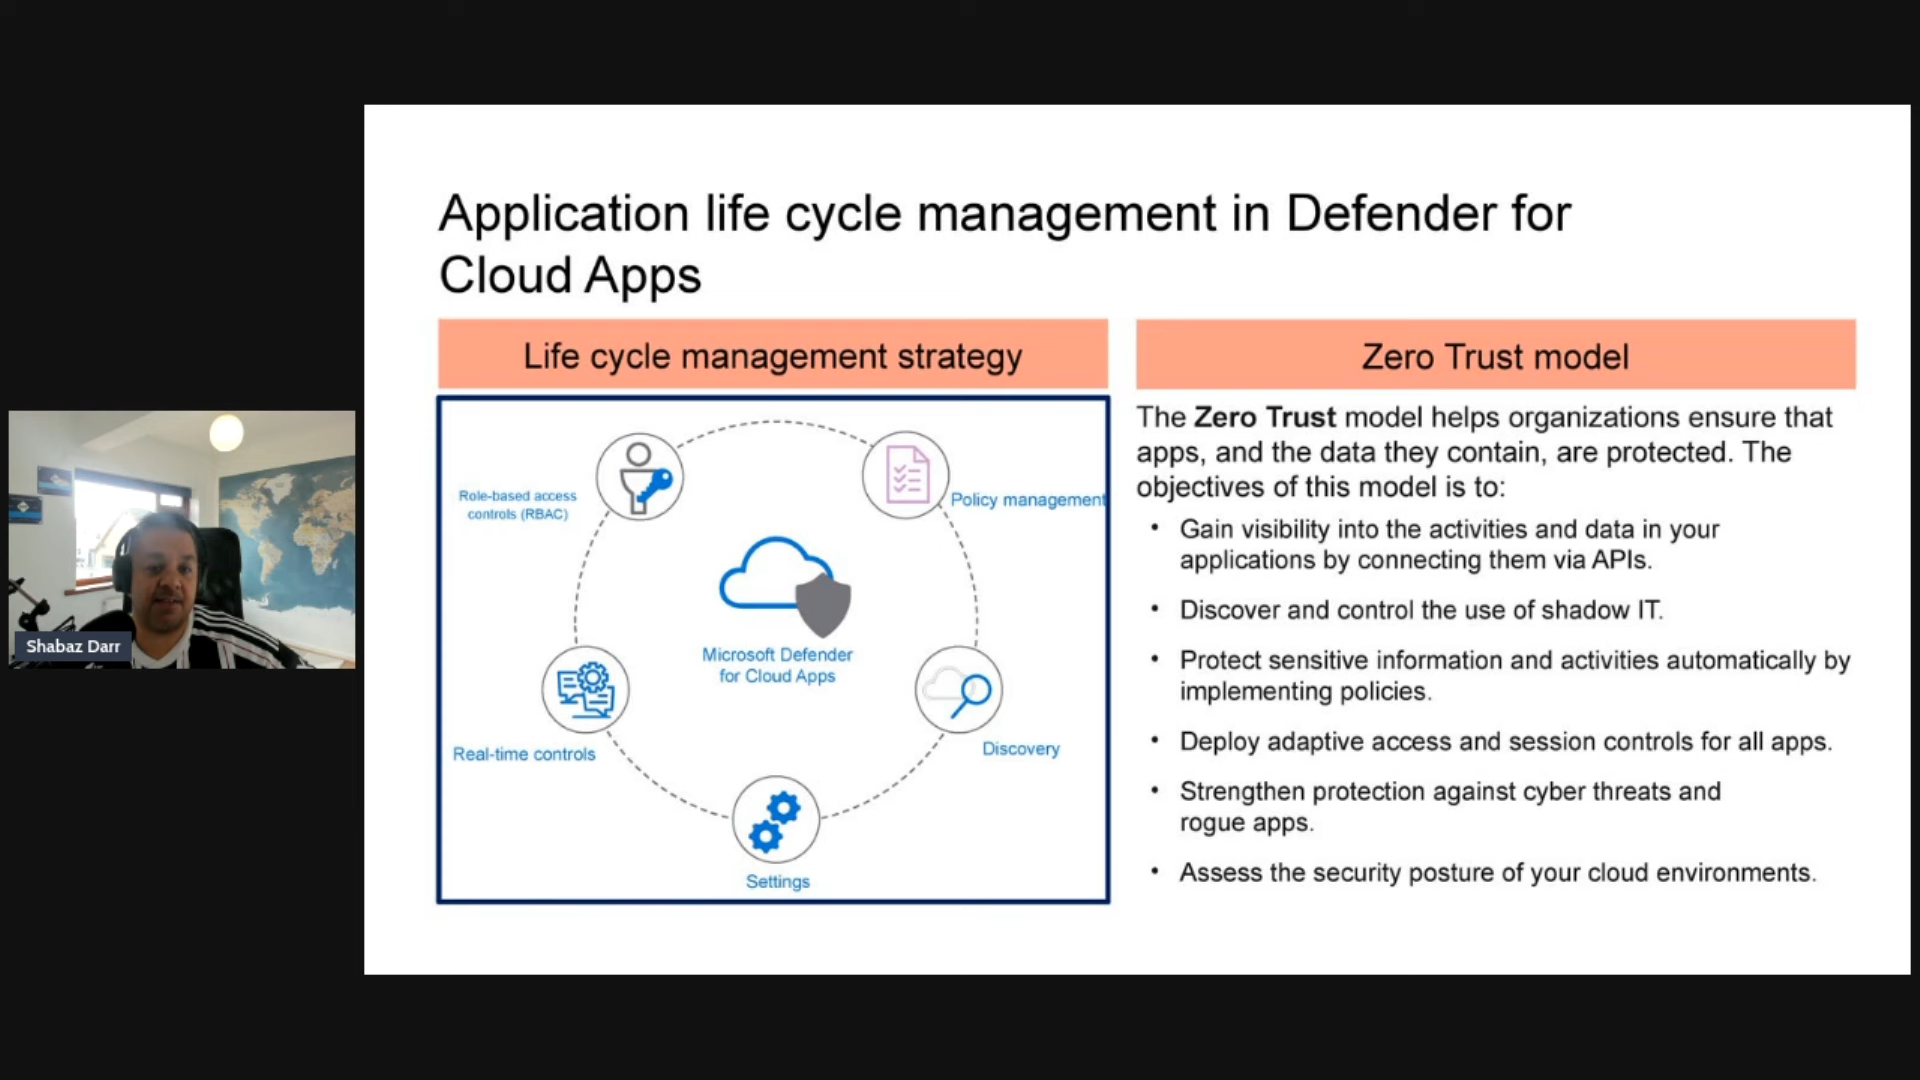 Application life cycle management in Defender for
Cloud Apps
Life cycle management strategy
Role-based access
controls (RBAC)
Policy management
Microsoft Defender
for Cloud Apps
Real-time controls
Discovery
Settings
Zero Trust model
The Zero Trust model helps organizations ensure that
apps, and the data they contain, are protected. The
objectives of this model is to:
• Gain visibility into the activities and data in your
applications by connecting them via APIs.
• Discover and control the use of shadow IT.
• Protect sensitive information and activities automatically by
implementing policies.
• Deploy adaptive access and session controls for all apps.
• Strengthen protection against cyber threats and
rogue apps.
• Assess the security posture of your cloud environments.
Shabaz Darr